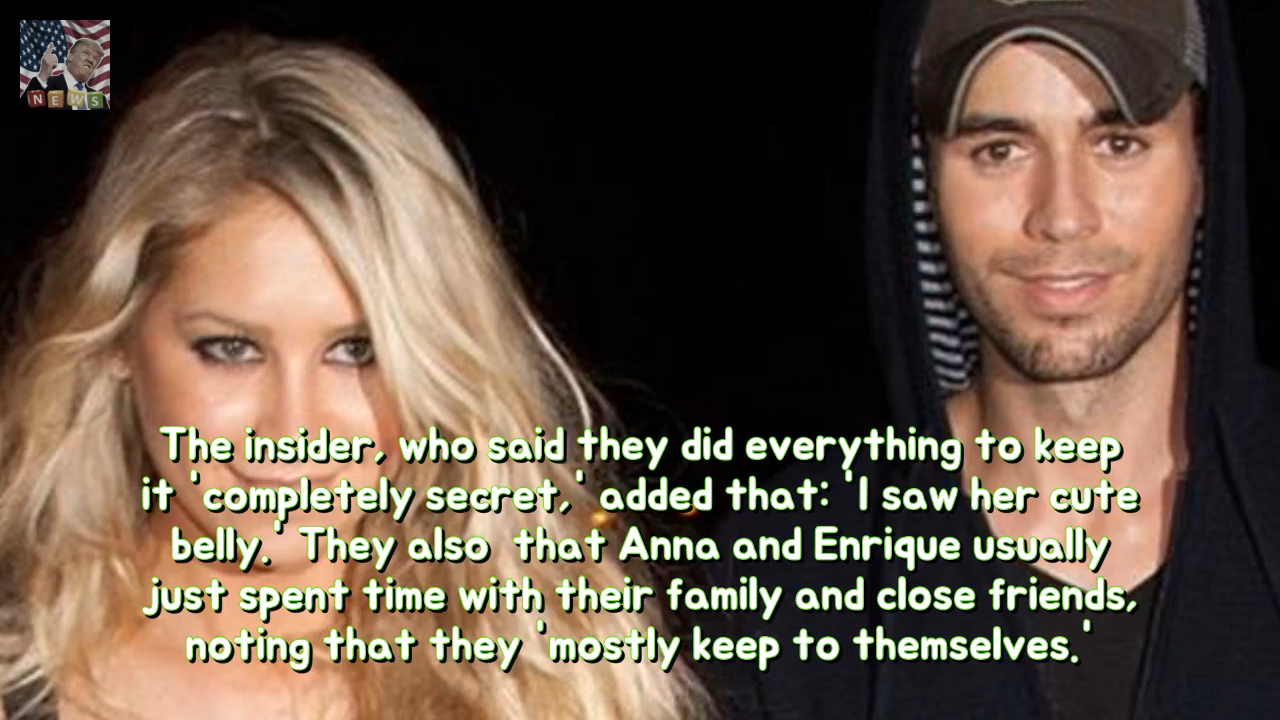 NEWS
The insider, who said they did everything to keep
it 'completely secret,' added that: 'I saw her cute
belly.' They also that Anna and Enrique usually
just spent time with their family and close friends,
noting that they 'mostly keep to themselves.'